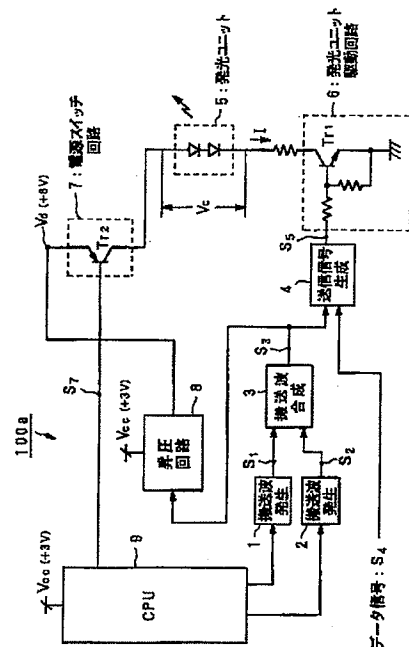 100a
Vcc (+3V)
9
CPU
S7
Vd (+8V)
7：電源スイッチ
回路
Tr2
5：発光ユニット
Vc
I
6：発光ユニット
駆動回路
Tr1
Vcc (+3V)
昇圧
回路
8
S5
4
送信信号
生成
S3
3
搬送波
合成
S1
搬送波
発生
1
S2
搬送波
発生
2
データ信号：S4